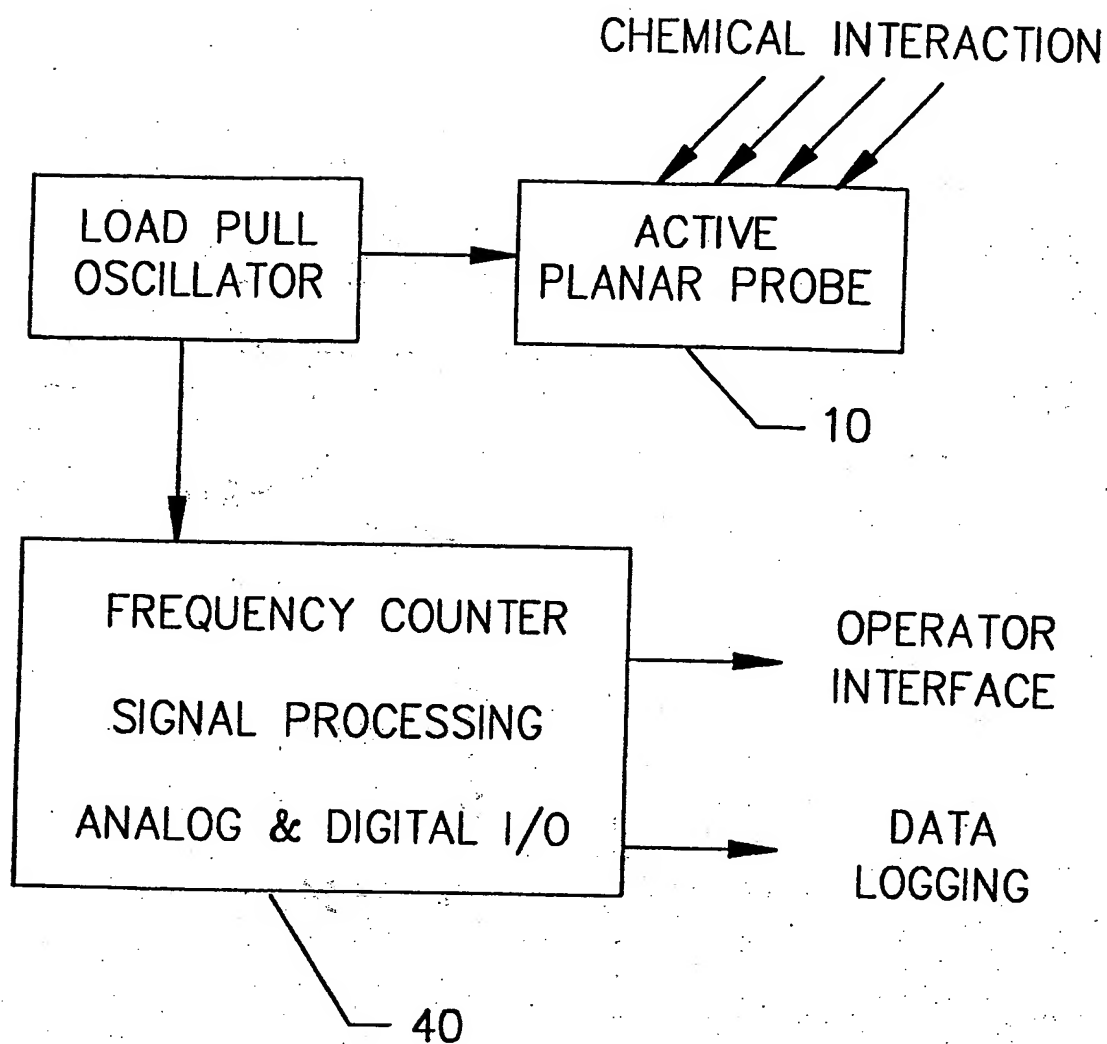 CHEMICAL INTERACTION
LOAD PULL
OSCILLATOR
ACTIVE
PLANAR PROBE
10
FREQUENCY COUNTER
SIGNAL PROCESSING
ANALOG & DIGITAL I/O
OPERATOR
INTERFACE
DATA
LOGGING
40